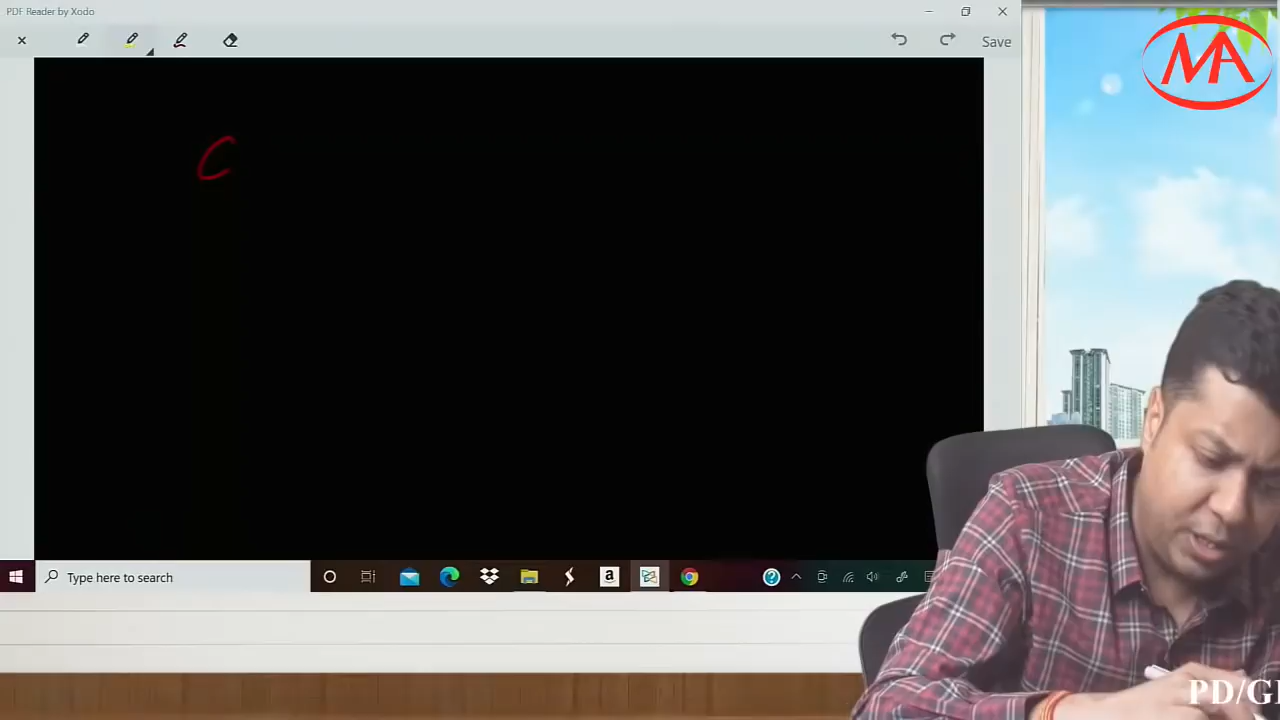 PDF Reader by Xodo
Save
MA
C
Type here to search
PD/G